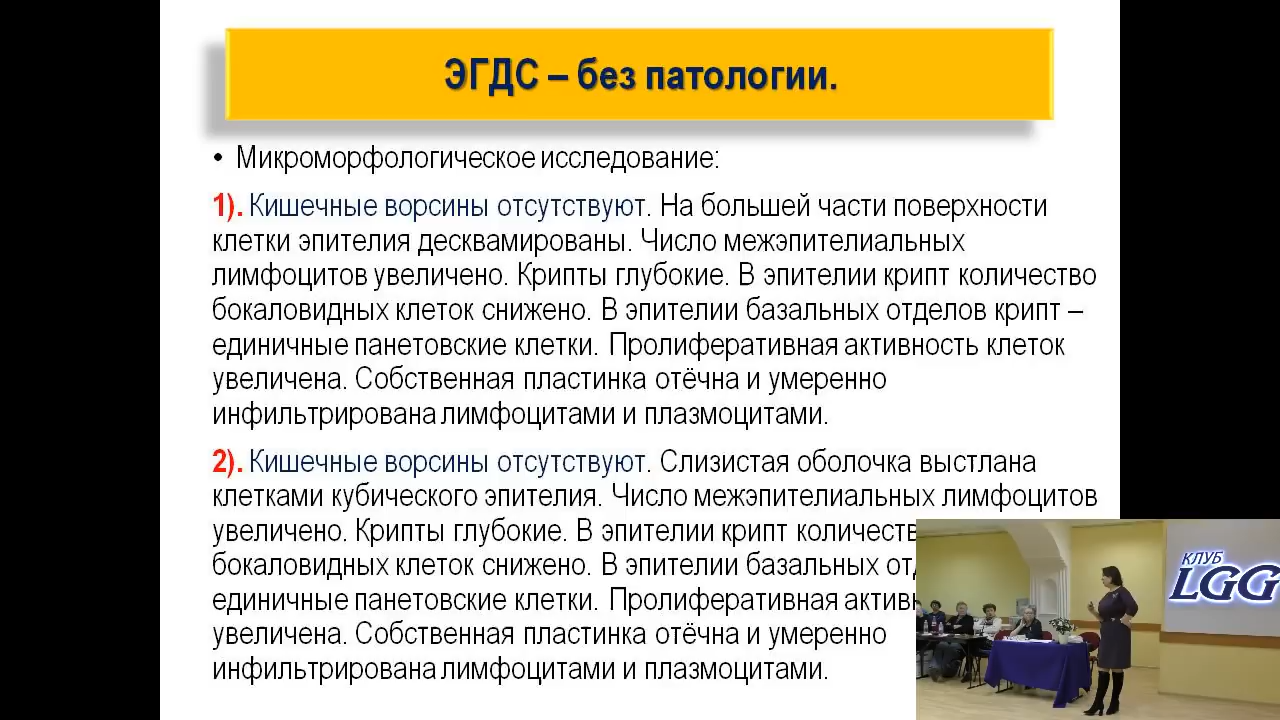 ЭГДС – без патологии.
• Микроморфологическое исследование:
1). Кишечные ворсины отсутствуют. На большей части поверхности
клетки эпителия десквамированы. Число межэпителиальных
лимфоцитов увеличено. Крипты глубокие. В эпителии крипт количество
бокаловидных клеток снижено. В эпителии базальных отделов крипт –
единичные панетовские клетки. Пролиферативная активность клеток
увеличена. Собственная пластинка отёчна и умеренно
инфильтрирована лимфоцитами и плазмоцитами.
2). Кишечные ворсины отсутствуют. Слизистая оболочка выстлана
клетками кубического эпителия. Число межэпителиальных лимфоцитов
увеличено. Крипты глубокие. В эпителии крипт
бокаловидных клеток снижено. В эпителии базальных
единичные панетовские клетки. Пролиферативная
увеличена. Собственная пластинка отёчна и умеренно
инфильтрирована лимфоцитами и плазмоцитами.
КЛУБ
LGG